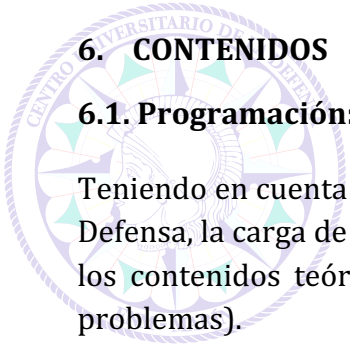 6. CONTENIDOS
6.1. Programación
Teniendo en cuenta
Defensa, la carga de
los contenidos teór
problemas).